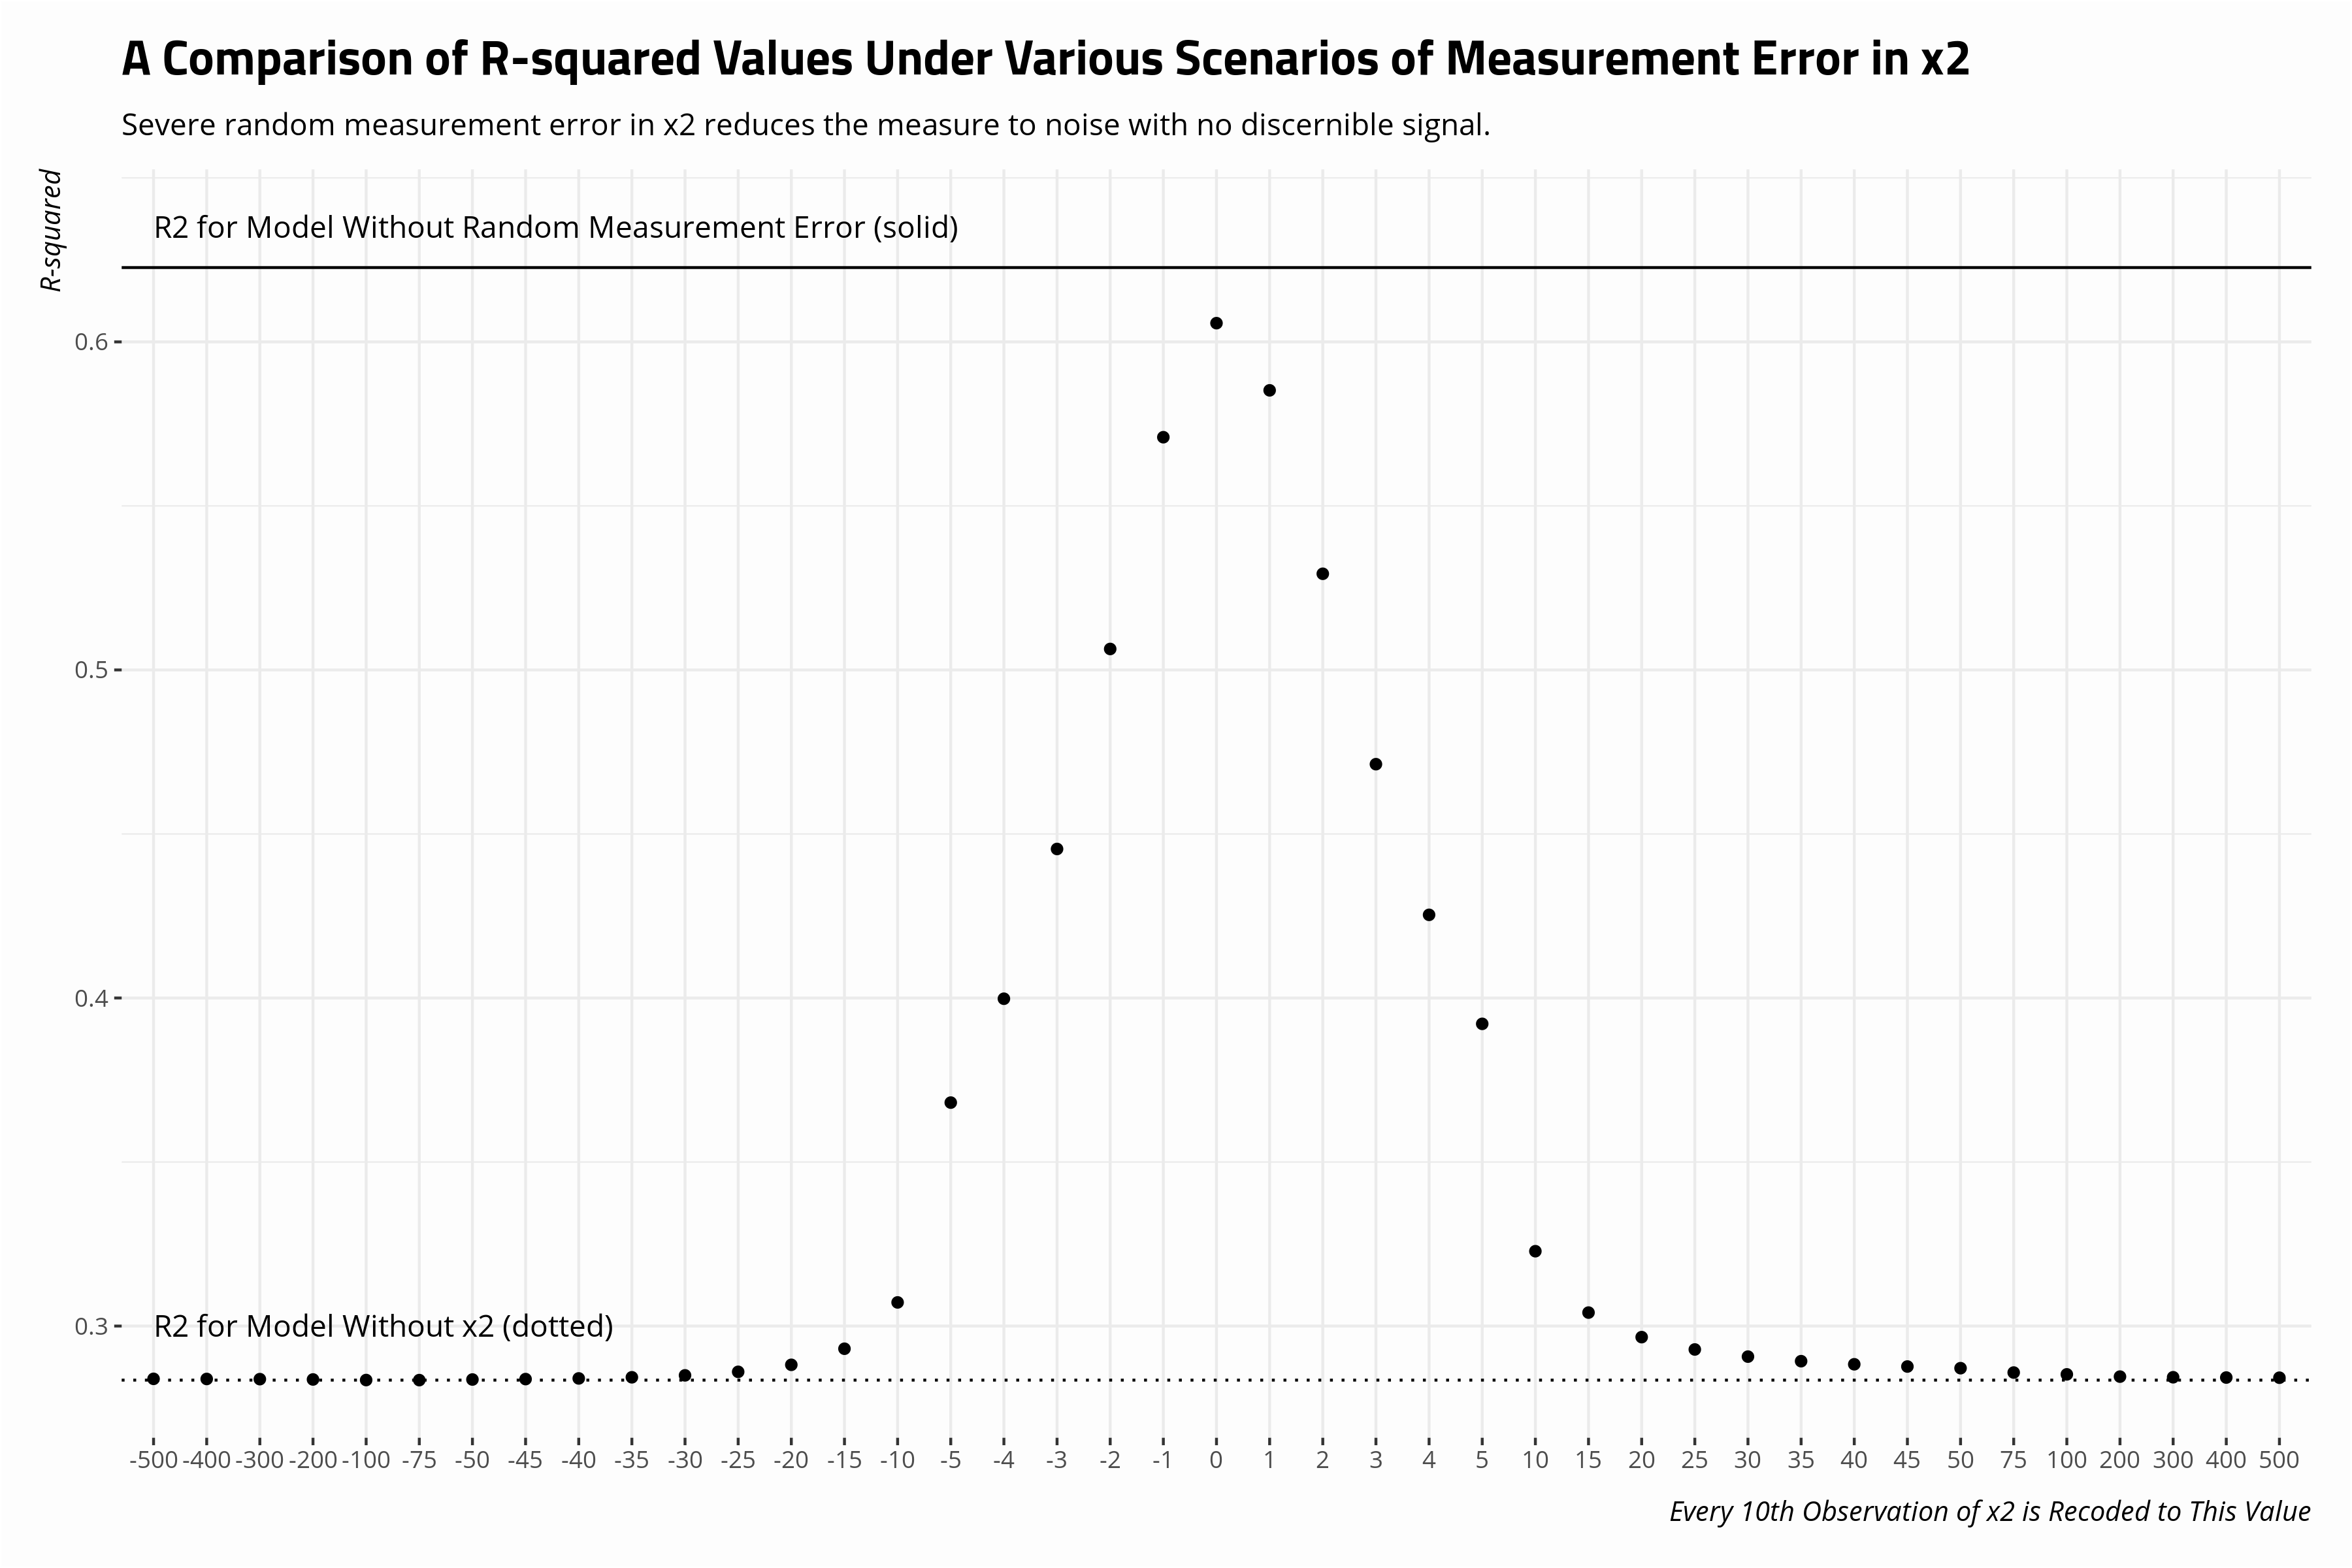 A Comparison of R-squared Values Under Various Scenarios of Measurement Error in x2
Severe random measurement error in x2 reduces the measure to noise with no discernible signal.
R-squared
R2 for Model Without Random Measurement Error (solid)
0.6
0.5
0.4
0.3
R2 for Model Without x2 (dotted)
-500 -400 -300 -200 -100 -75 -50 -45 -40 -35 -30 -25 -20 -15 -10 -5 -4 -3 -2 -1 0 1 2 3 4 5 10 15 20 25 30 35 40 45 50 75 100 200 300 400 500
Every 10th Observation of x2 is Recoded to This Value